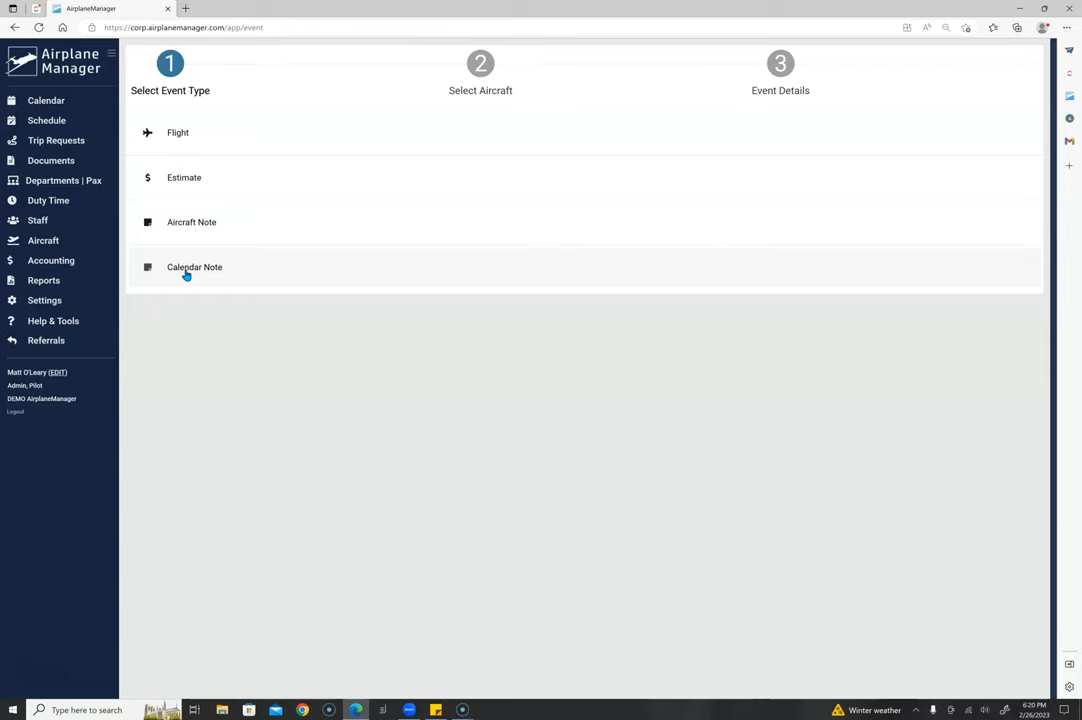 AirplaneManager
https://corp.airplanemanager.com/app/event
Airplane
Manager
Calendar
Schedule
Trip Requests
Documents
Departments | Pax
Duty Time
Staff
Aircraft
Accounting
Reports
Settings
Help & Tools
Referrals
Matt O'Leary (EDIT)
Admin, Pilot
DEMO AirplaneManager
Logout
1
Select Event Type
2
Select Aircraft
3
Event Details
Flight
Estimate
Aircraft Note
Calendar Note
Type here to search
Winter weather
6:20 PM
2/26/2023